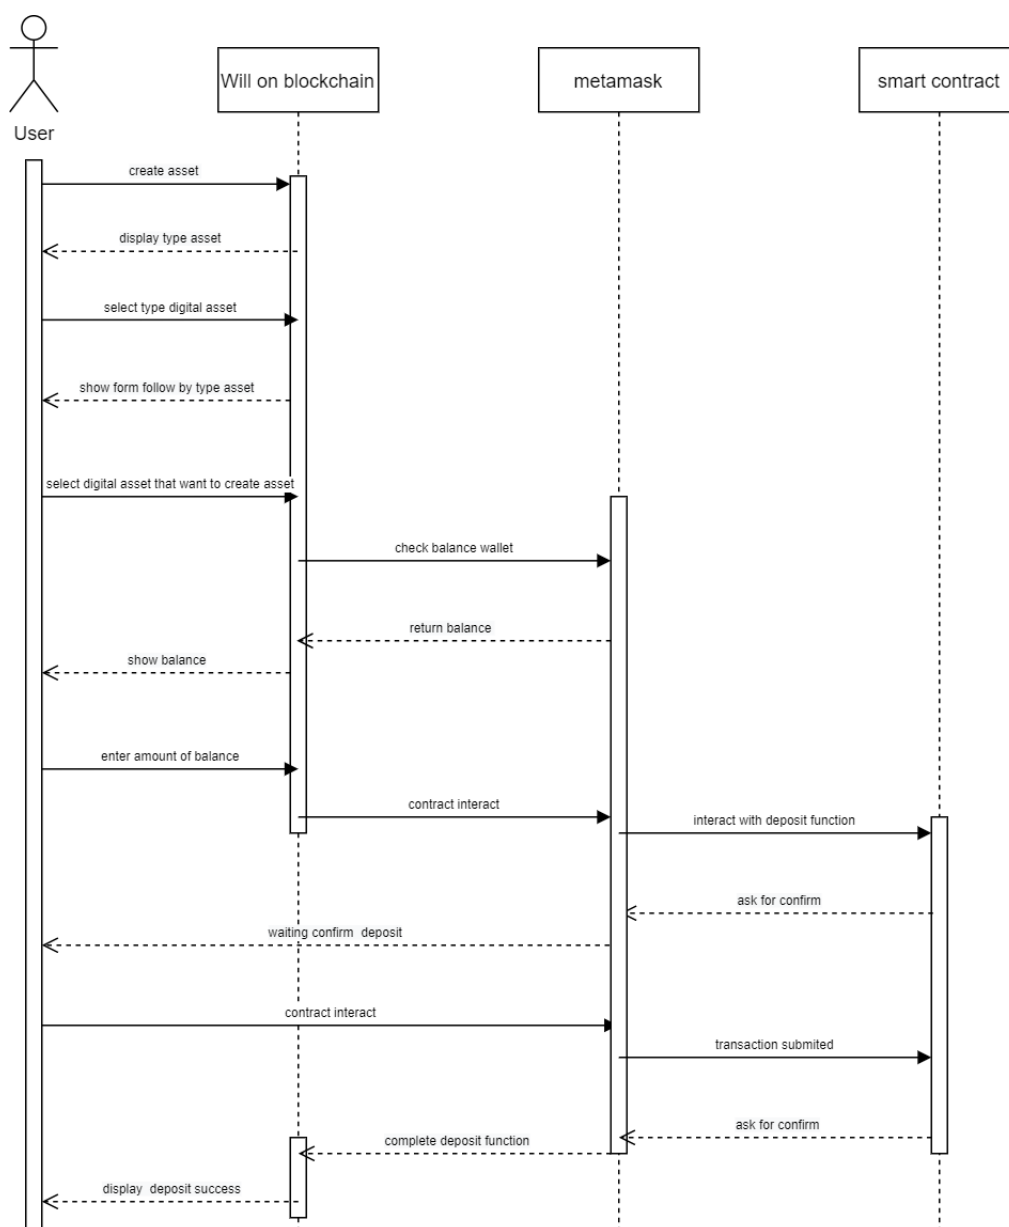 Will on blockchain
metamask
smart contract
User
create asset
display type asset
select type digital asset
show form follow by type asset
select digital asset that want to create asset
check balance wallet
return balance
show balance
enter amount of balance
contract interact
interact with deposit function
ask for confirm
waiting confirm deposit
contract interact
transaction submited
ask for confirm
complete deposit function
display deposit success